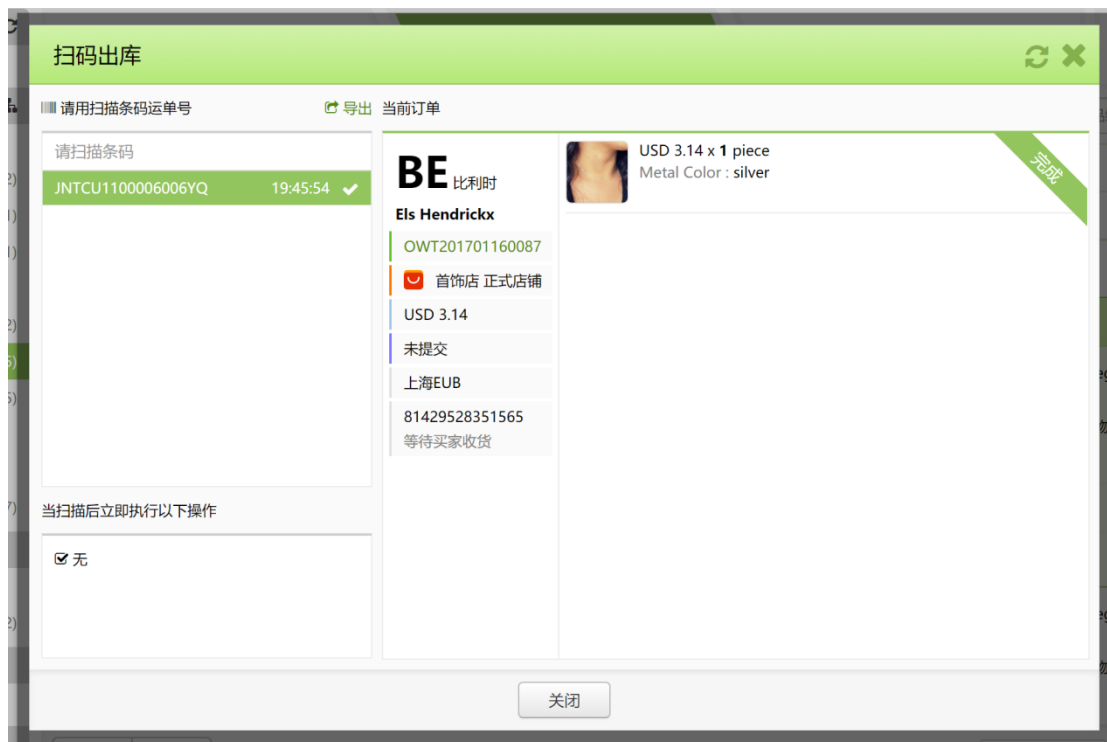 扫码出库
请用扫描条码运单号
导出
当前订单
请扫描条码
JNTCU1100006006YQ 19:45:54
当扫描后立即执行以下操作
无
BE 比利时
Els Hendrickx
OWT201701160087
首饰店 正式店铺
USD 3.14
未提交
上海EUB
81429528351565
等待买家收货
USD 3.14 x 1 piece
Metal Color : silver
完成
关闭